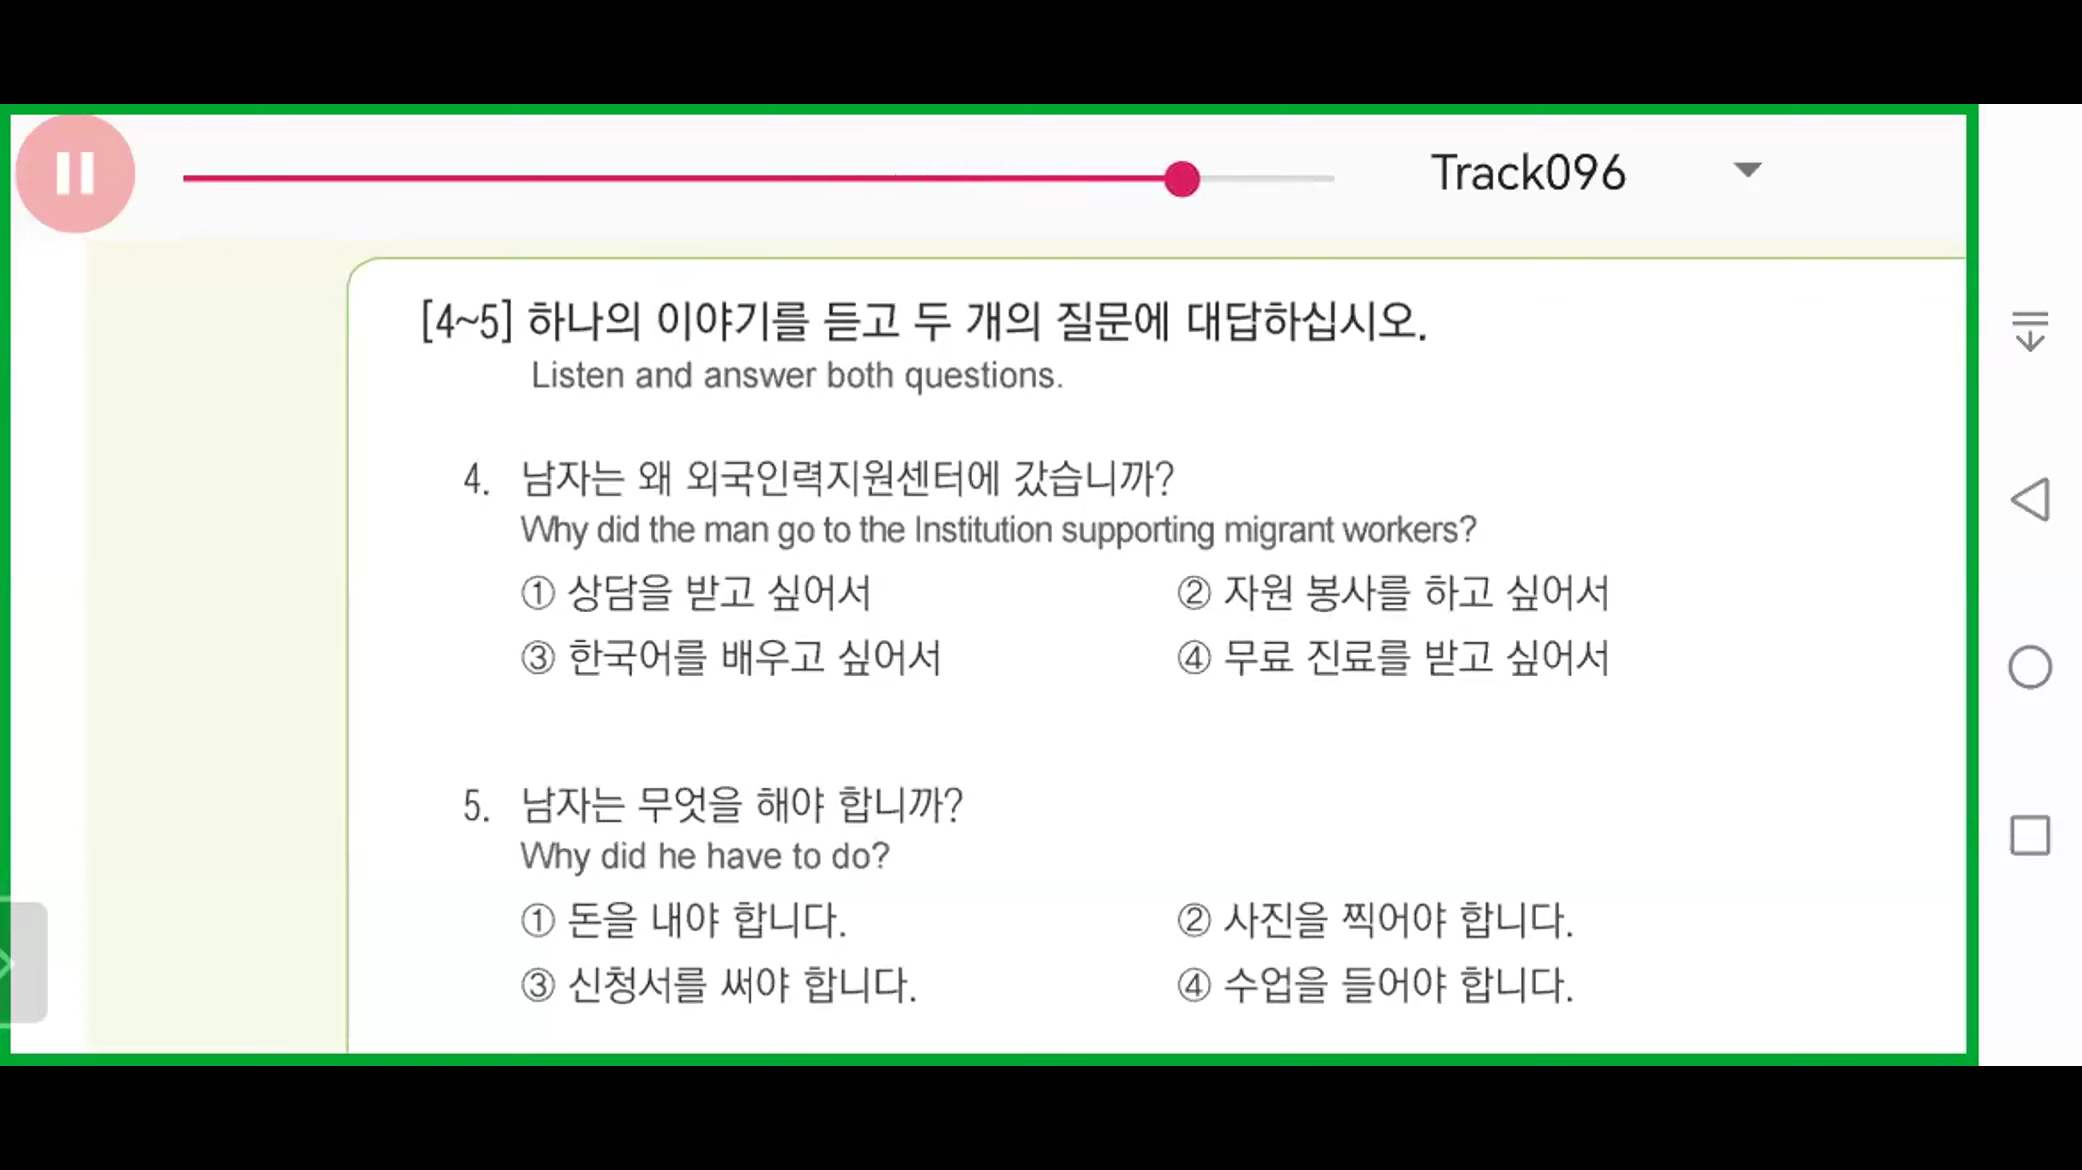 Track096
[4~5] 하나의 이야기를 듣고 두 개의 질문에 대답하십시오.
Listen and answer both questions.
4. 남자는 왜 외국인력지원센터에 갔습니까?
Why did the man go to the Institution supporting migrant workers?
① 상담을 받고 싶어서 ② 자원 봉사를 하고 싶어서
③ 한국어를 배우고 싶어서 ④ 무료 진료를 받고 싶어서
5. 남자는 무엇을 해야 합니까?
Why did he have to do?
① 돈을 내야 합니다. ② 사진을 찍어야 합니다.
③ 신청서를 써야 합니다. ④ 수업을 들어야 합니다.